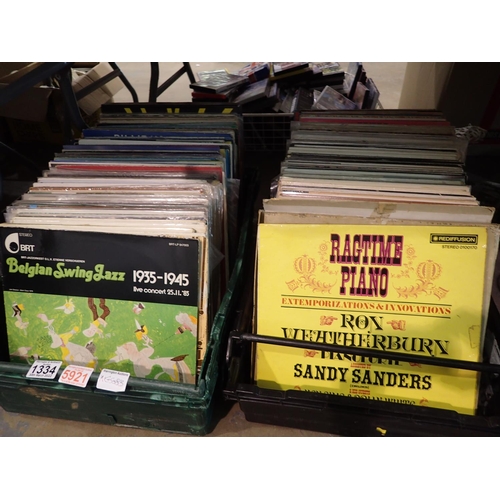 BRT
Belgian Swing Jazz
1935-1945
live concert 25.11.'85
1334
5921
REDIFFUSION
STEREO
RAGTIME
PIANO
EXTEMPORIZATIONS & INNOVATIONS
RON
WEATHERBURN
SANDY SANDERS